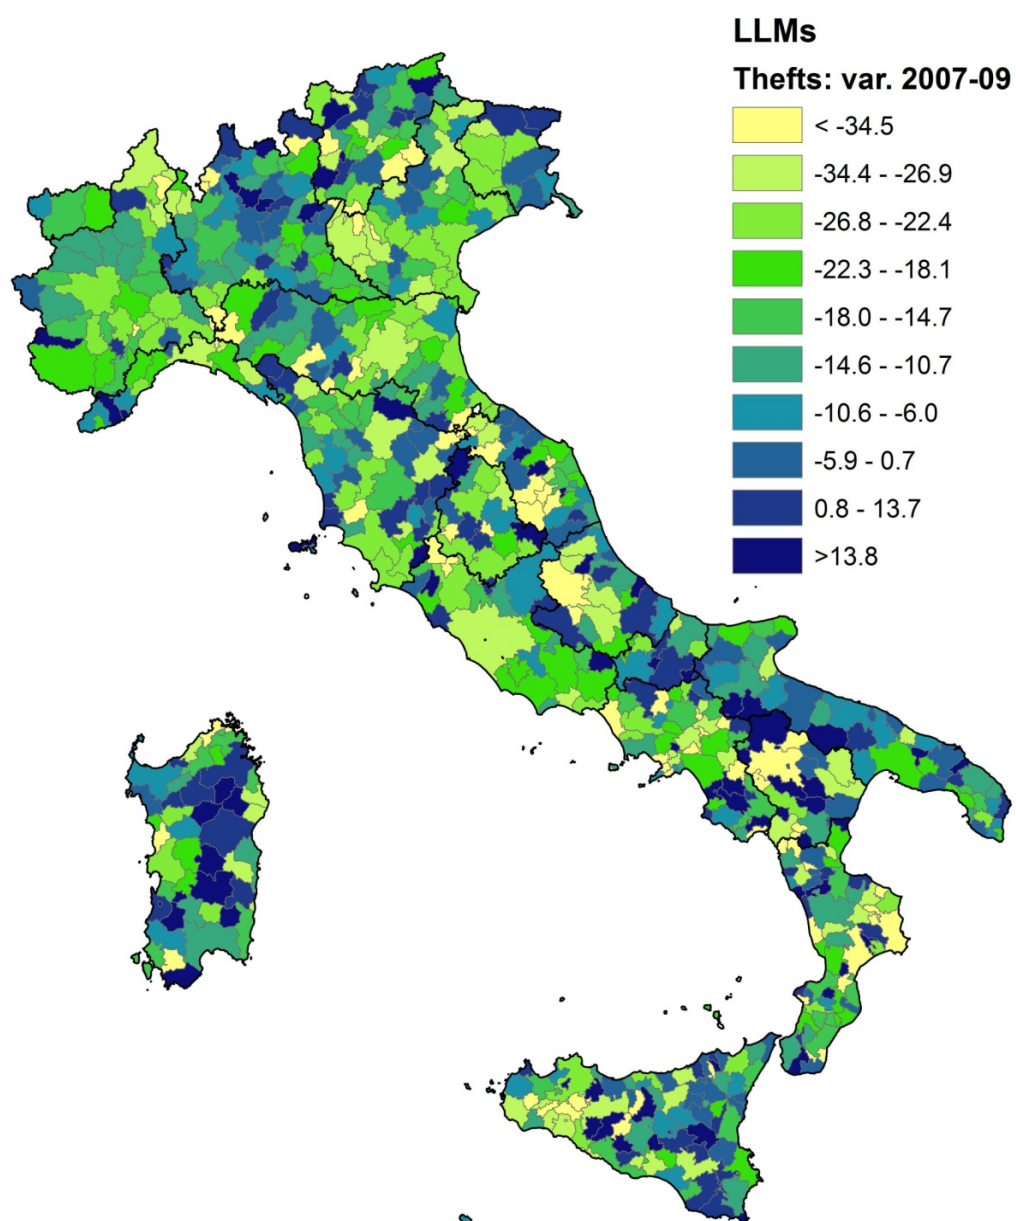 LLMs
Thefts: var. 2007-09
< -34.5
-34.4 - -26.9
-26.8 - -22.4
-22.3 - -18.1
-18.0 - -14.7
-14.6 - -10.7
-10.6 - -6.0
-5.9 - 0.7
0.8 - 13.7
>13.8